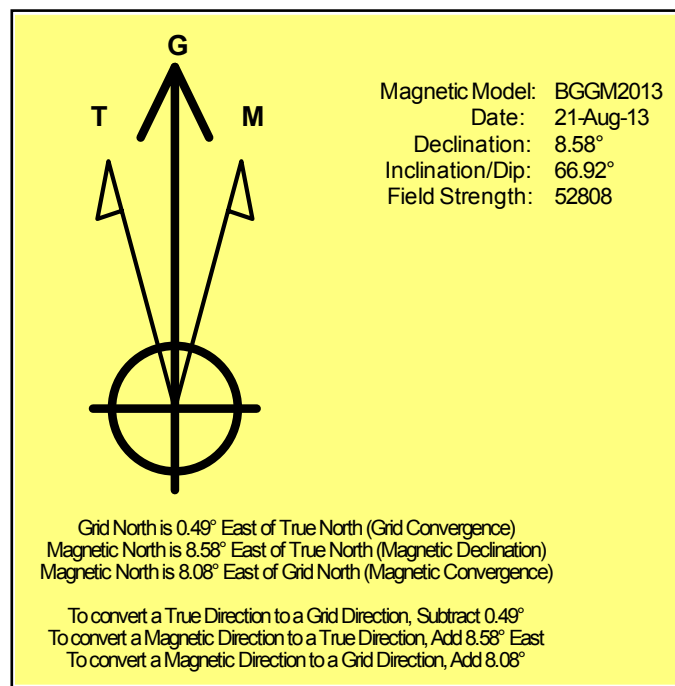 G
T M
Magnetic Model: BGGM2013
Date: 21-Aug-13
Declination: 8.58°
Inclination/Dip: 66.92°
Field Strength: 52808
Grid North is 0.49° East of True North (Grid Convergence)
Magnetic North is 8.58° East of True North (Magnetic Declination)
Magnetic North is 8.08° East of Grid North (Magnetic Convergence)
To convert a True Direction to a Grid Direction, Subtract 0.49°
To convert a Magnetic Direction to a True Direction, Add 8.58° East
To convert a Magnetic Direction to a Grid Direction, Add 8.08°